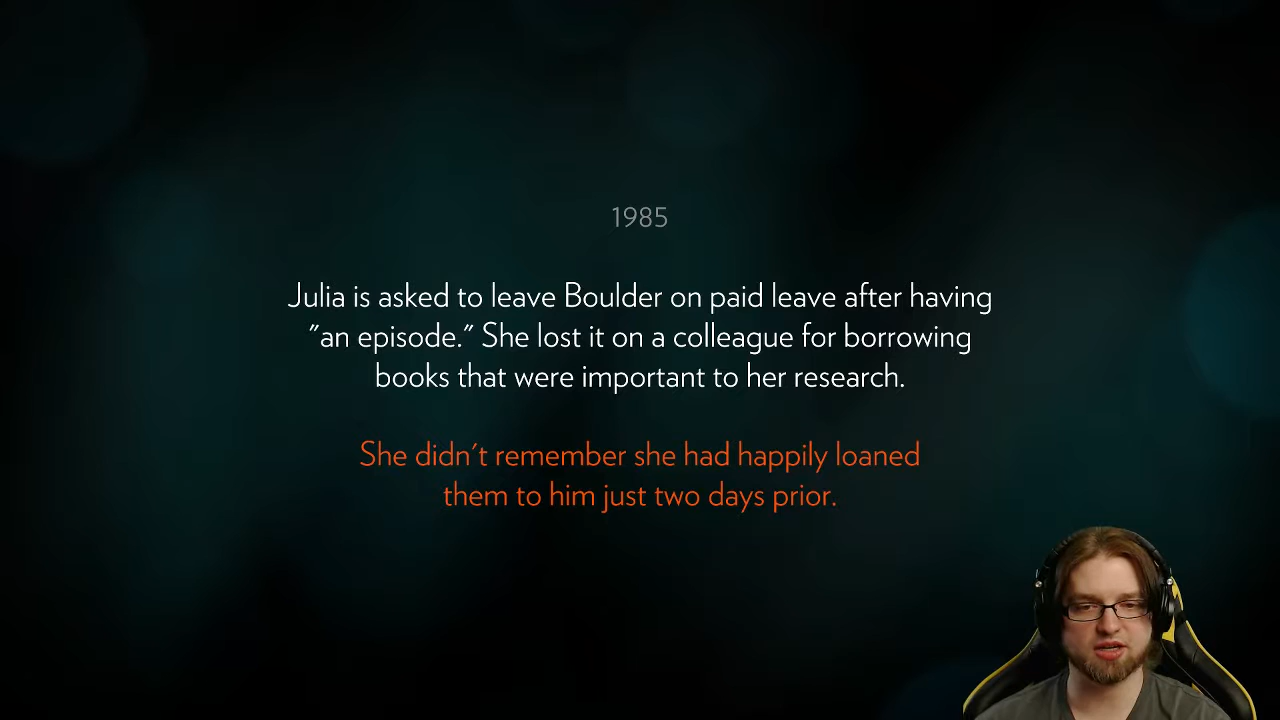 1985
Julia is asked to leave Boulder on paid leave after having
"an episode." She lost it on a colleague for borrowing
books that were important to her research.
She didn't remember she had happily loaned
them to him just two days prior.